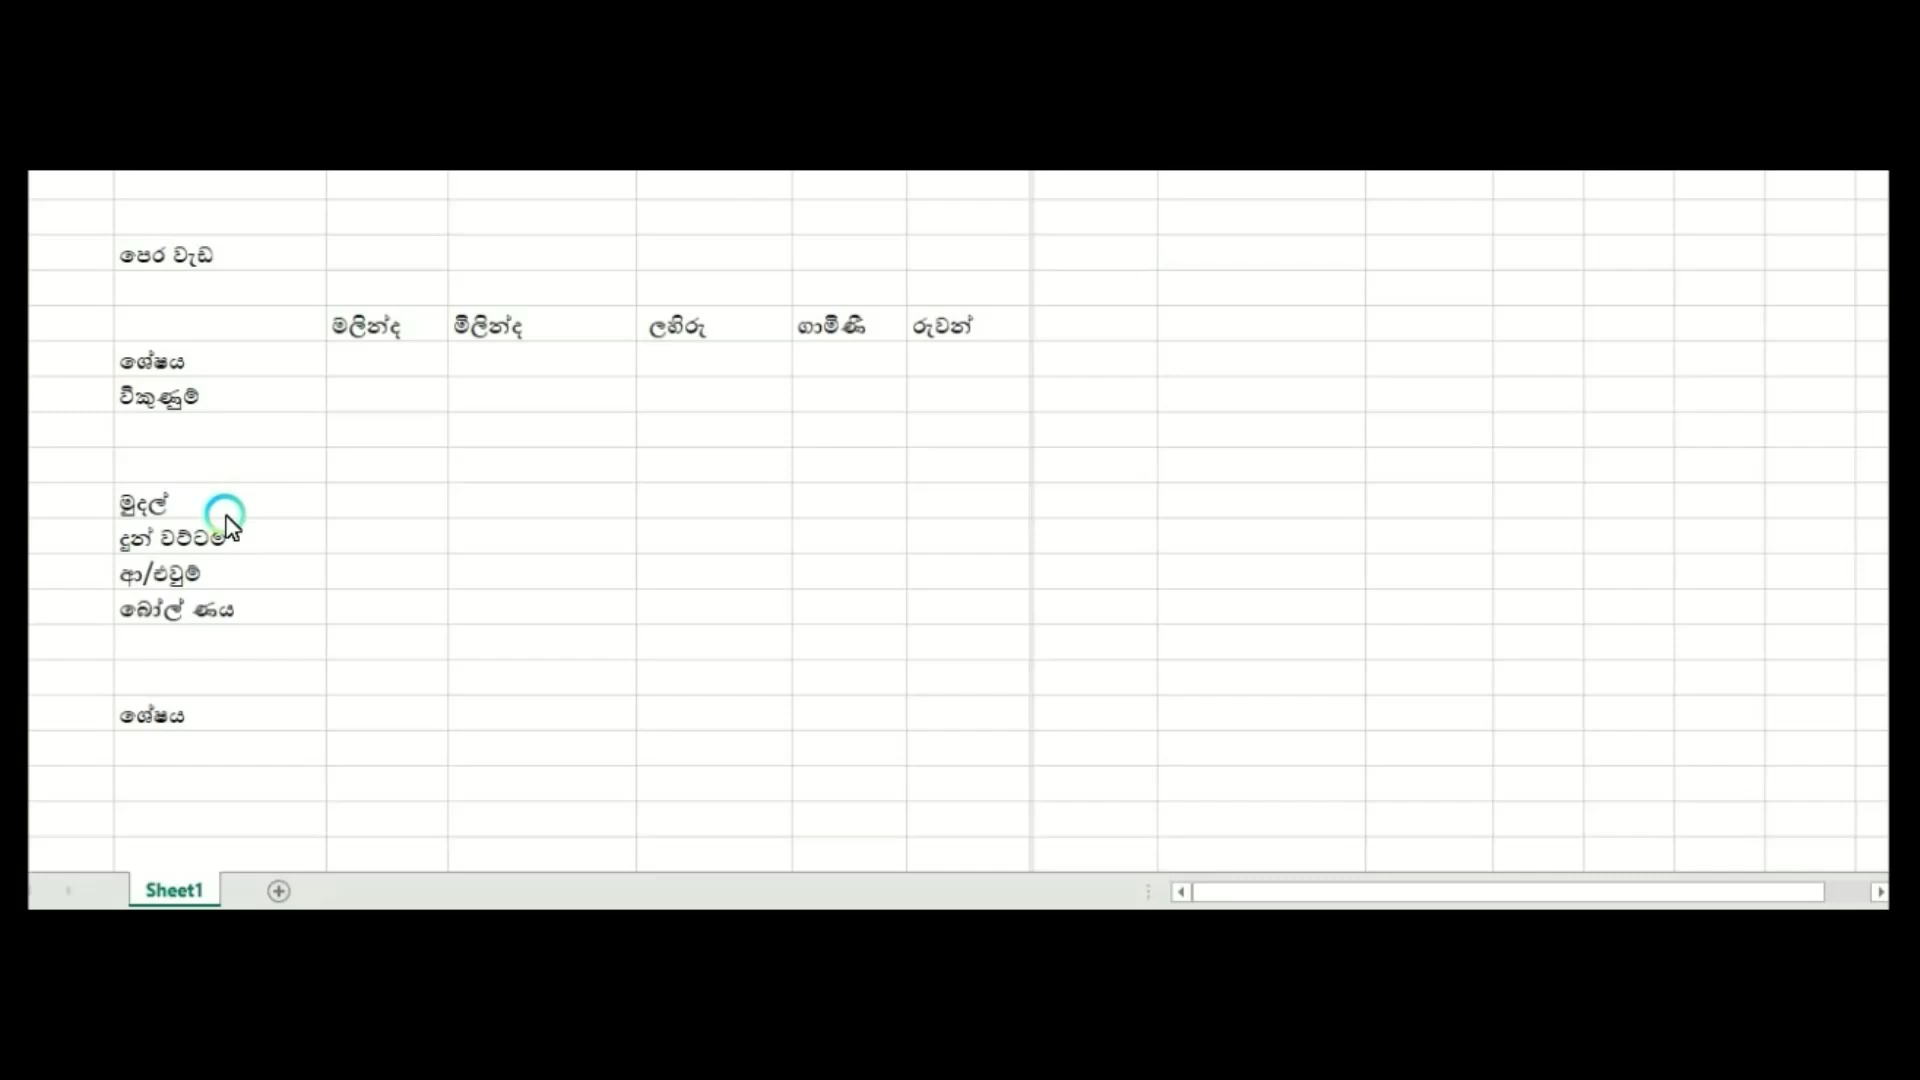 පෙර වැඩ
මලින්ද මිලින්ද ලහිරු ගාමිණී රුවන්
ශේෂය
විකුණුම්
මුදල්
දුන් වට්ටම්
ආ/එවුම්
බෝල් ණය
ශේෂය
Sheet1